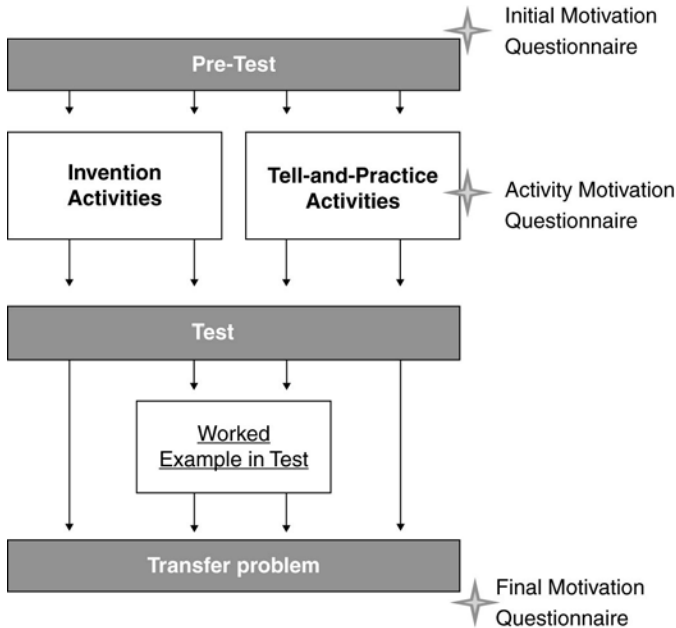 Initial Motivation
Questionnaire
Pre-Test
Invention
Activities
Tell-and-Practice
Activities
Activity Motivation
Questionnaire
Test
Worked
Example in Test
Transfer problem
Final Motivation
Questionnaire